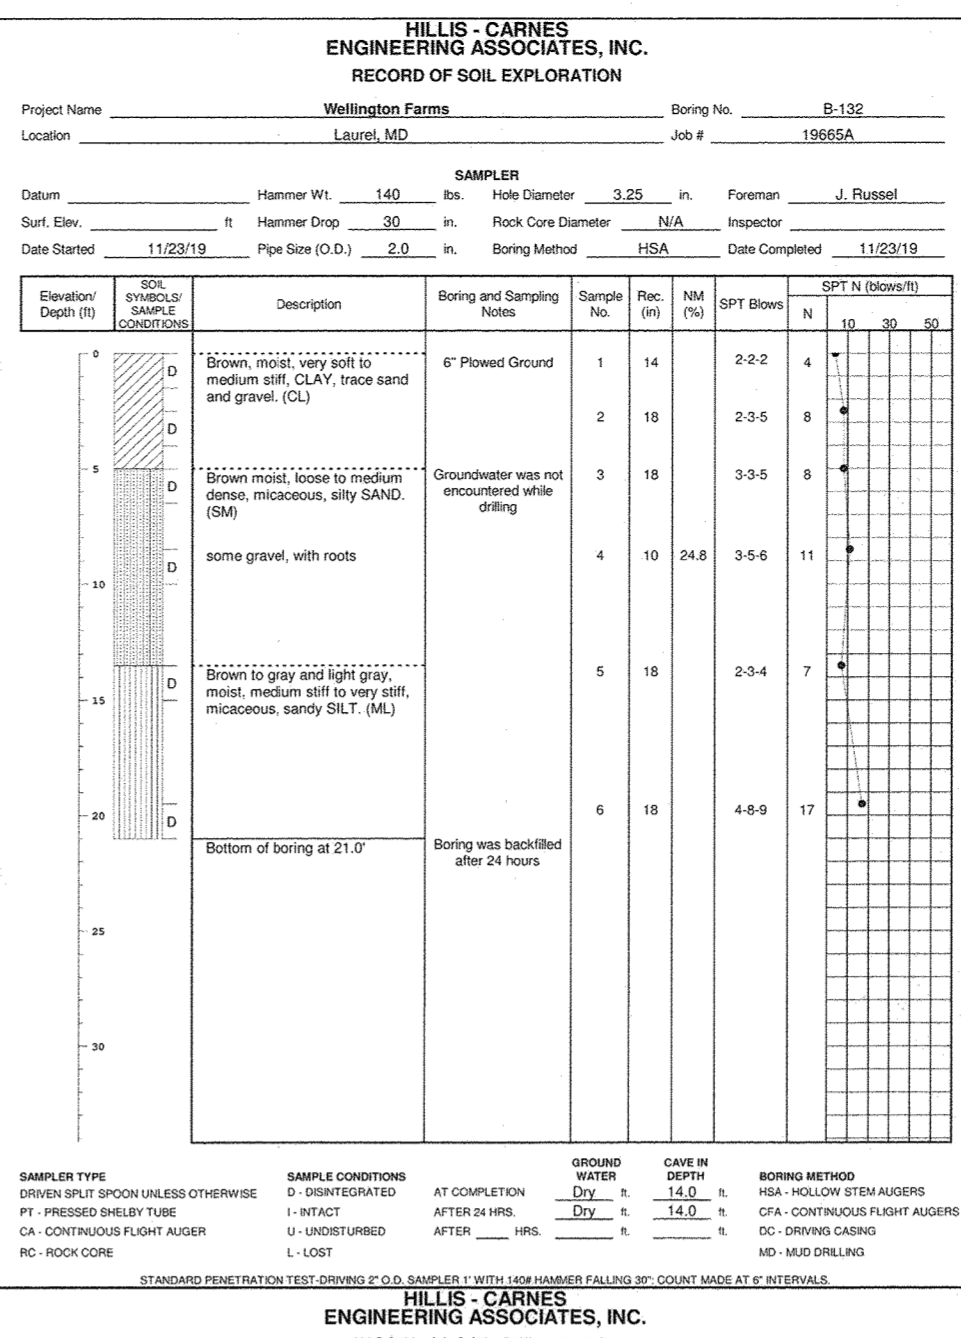 HILLIS - CARNES
ENGINEERING ASSOCIATES, INC.
RECORD OF SOIL EXPLORATION
Project Name Wellington Farms Boring No. B-132
Location Laurel, MD Job # 19665A
SAMPLER
Datum Hammer Wt. 140 lbs. Hole Diameter 3.25 in. Foreman J. Russel
Surf. Elev. ft Hammer Drop 30 in. Rock Core Diameter N/A Inspector
Date Started 11/23/19 Pipe Size (O.D.) 2.0 in. Boring Method HSA Date Completed 11/23/19
Elevation/ Depth (ft) SOIL SYMBOLS/ SAMPLE CONDITIONS Description Boring and Sampling Notes Sample No. Rec. (in) NM (%) SPT Blows SPT N (blows/ft)
N 10 30 50
0
D Brown, moist, very soft to 6" Plowed Ground 1 14 2-2-2 4
medium stiff, CLAY, trace sand
and gravel. (CL)
D 2 18 2-3-5 8
5
D Brown moist, loose to medium Groundwater was not 3 18 3-3-5 8
dense, micaceous, silty SAND. encountered while
(SM) drilling
D some gravel, with roots 4 10 24.8 3-5-6 11
10
D Brown to gray and light gray, 5 18 2-3-4 7
moist, medium stiff to very stiff,
15 micaceous, sandy SILT. (ML)
20 6 18 4-8-9 17
D
Bottom of boring at 21.0' Boring was backfilled
after 24 hours
25
30
GROUND CAVE IN
SAMPLER TYPE SAMPLE CONDITIONS WATER DEPTH BORING METHOD
DRIVEN SPLIT SPOON UNLESS OTHERWISE D - DISINTEGRATED AT COMPLETION Dry ft. 14.0 ft. HSA - HOLLOW STEM AUGERS
PT - PRESSED SHELBY TUBE I - INTACT AFTER 24 HRS. Dry ft. 14.0 ft. CFA - CONTINUOUS FLIGHT AUGERS
CA - CONTINUOUS FLIGHT AUGER U - UNDISTURBED AFTER HRS. ft. ft. DC - DRIVING CASING
RC - ROCK CORE L - LOST MD - MUD DRILLING
STANDARD PENETRATION TEST-DRIVING 2" O.D. SAMPLER 1' WITH 140# HAMMER FALLING 30"; COUNT MADE AT 6" INTERVALS.
HILLIS - CARNES
ENGINEERING ASSOCIATES, INC.